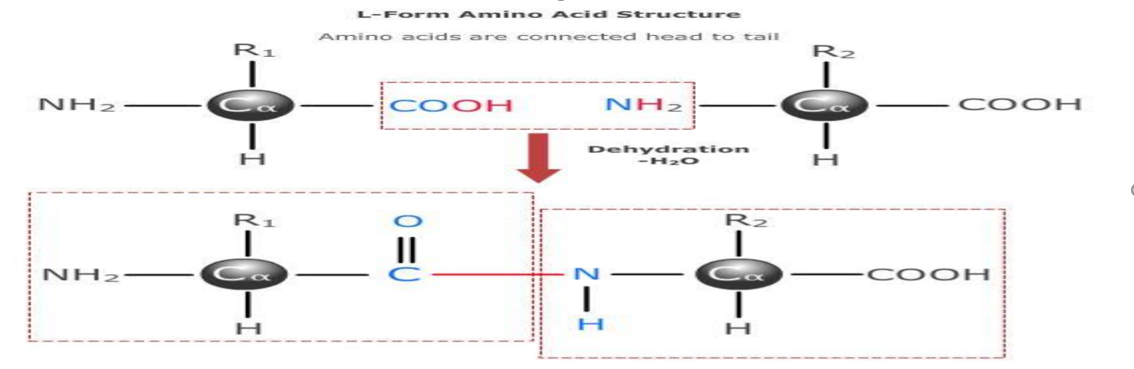 L-Form Amino Acid Structure
Amino acids are connected head to tail
R₁ R₂
NH₂ Cα COOH NH₂ Cα COOH
H H
Dehydration
-H₂O
R₁ O R₂
NH₂ Cα C N Cα COOH
H H H